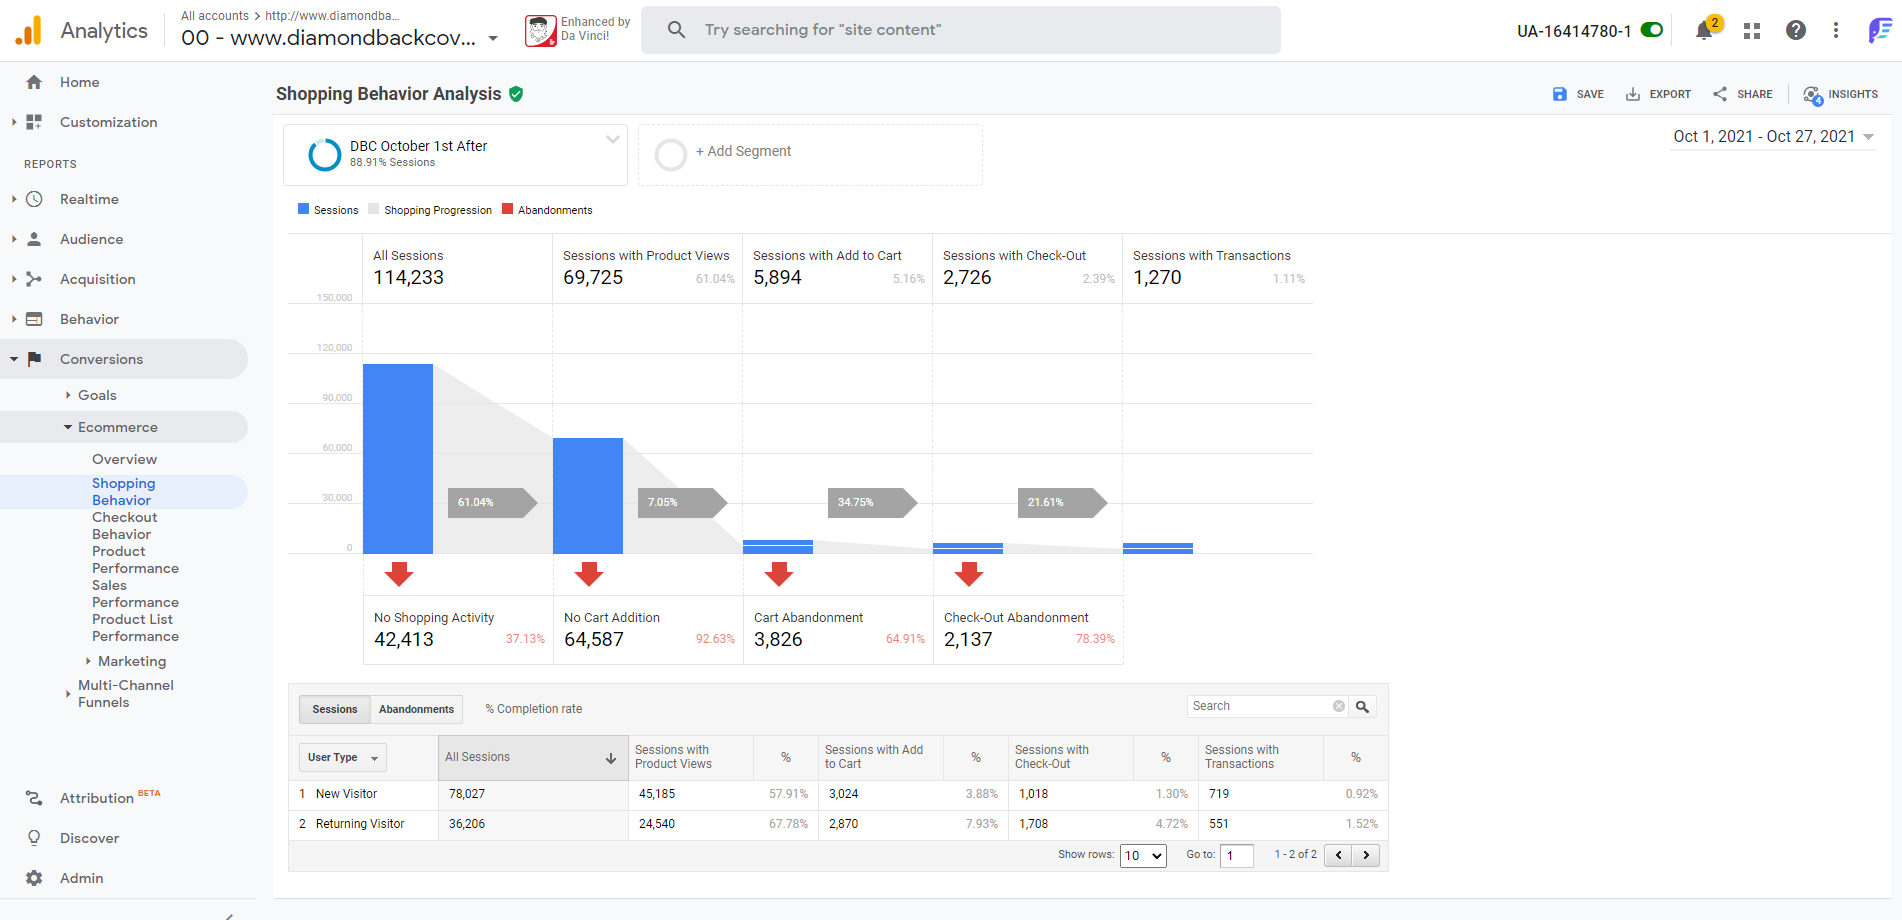 Analytics
All accounts > http://www.diamondba...
00 - www.diamondbackcov...
Enhanced by
Da Vinci!
Try searching for "site content"
UA-16414780-1
2
Home
Customization
REPORTS
Realtime
Audience
Acquisition
Behavior
Conversions
Goals
Ecommerce
Overview
Shopping
Behavior
Checkout
Behavior
Product
Performance
Sales
Performance
Product List
Performance
Marketing
Multi-Channel
Funnels
Attribution BETA
Discover
Admin
Shopping Behavior Analysis
SAVE
EXPORT
SHARE
4
INSIGHTS
DBC October 1st After
88.91% Sessions
+ Add Segment
Oct 1, 2021 - Oct 27, 2021
Sessions
Shopping Progression
Abandonments
All Sessions
114,233
Sessions with Product Views
69,725 61.04%
Sessions with Add to Cart
5,894 5.16%
Sessions with Check-Out
2,726 2.39%
Sessions with Transactions
1,270 1.11%
150,000
120,000
90,000
60,000
30,000
0
61.04%
7.05%
34.75%
21.61%
No Shopping Activity
42,413 37.13%
No Cart Addition
64,587 92.63%
Cart Abandonment
3,826 64.91%
Check-Out Abandonment
2,137 78.39%
Sessions
Abandonments
% Completion rate
Search
User Type
All Sessions
Sessions with
Product Views
%
Sessions with Add
to Cart
%
Sessions with
Check-Out
%
Sessions with
Transactions
%
1 New Visitor 78,027 45,185 57.91% 3,024 3.88% 1,018 1.30% 719 0.92%
2 Returning Visitor 36,206 24,540 67.78% 2,870 7.93% 1,708 4.72% 551 1.52%
Show rows: 10 Go to: 1 1 - 2 of 2